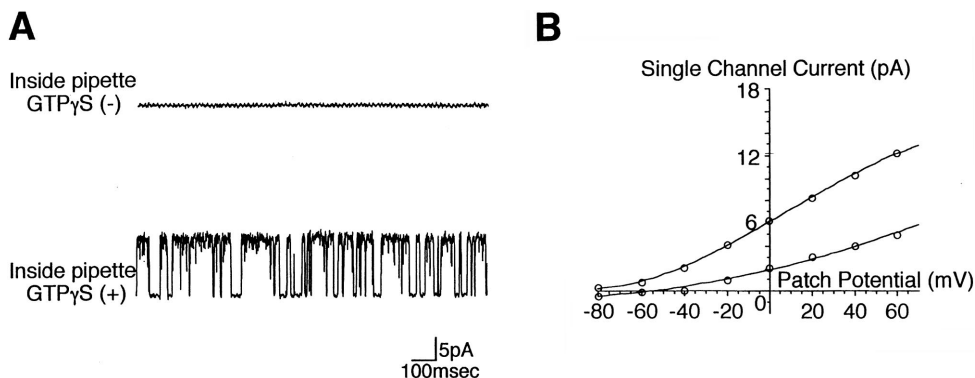 A
Inside pipette
GTPγS (-)
Inside pipette
GTPγS (+)
5pA
100msec
B
Single Channel Current (pA)
18
12
6
0
Patch Potential (mV)
-80 -60 -40 -20 20 40 60